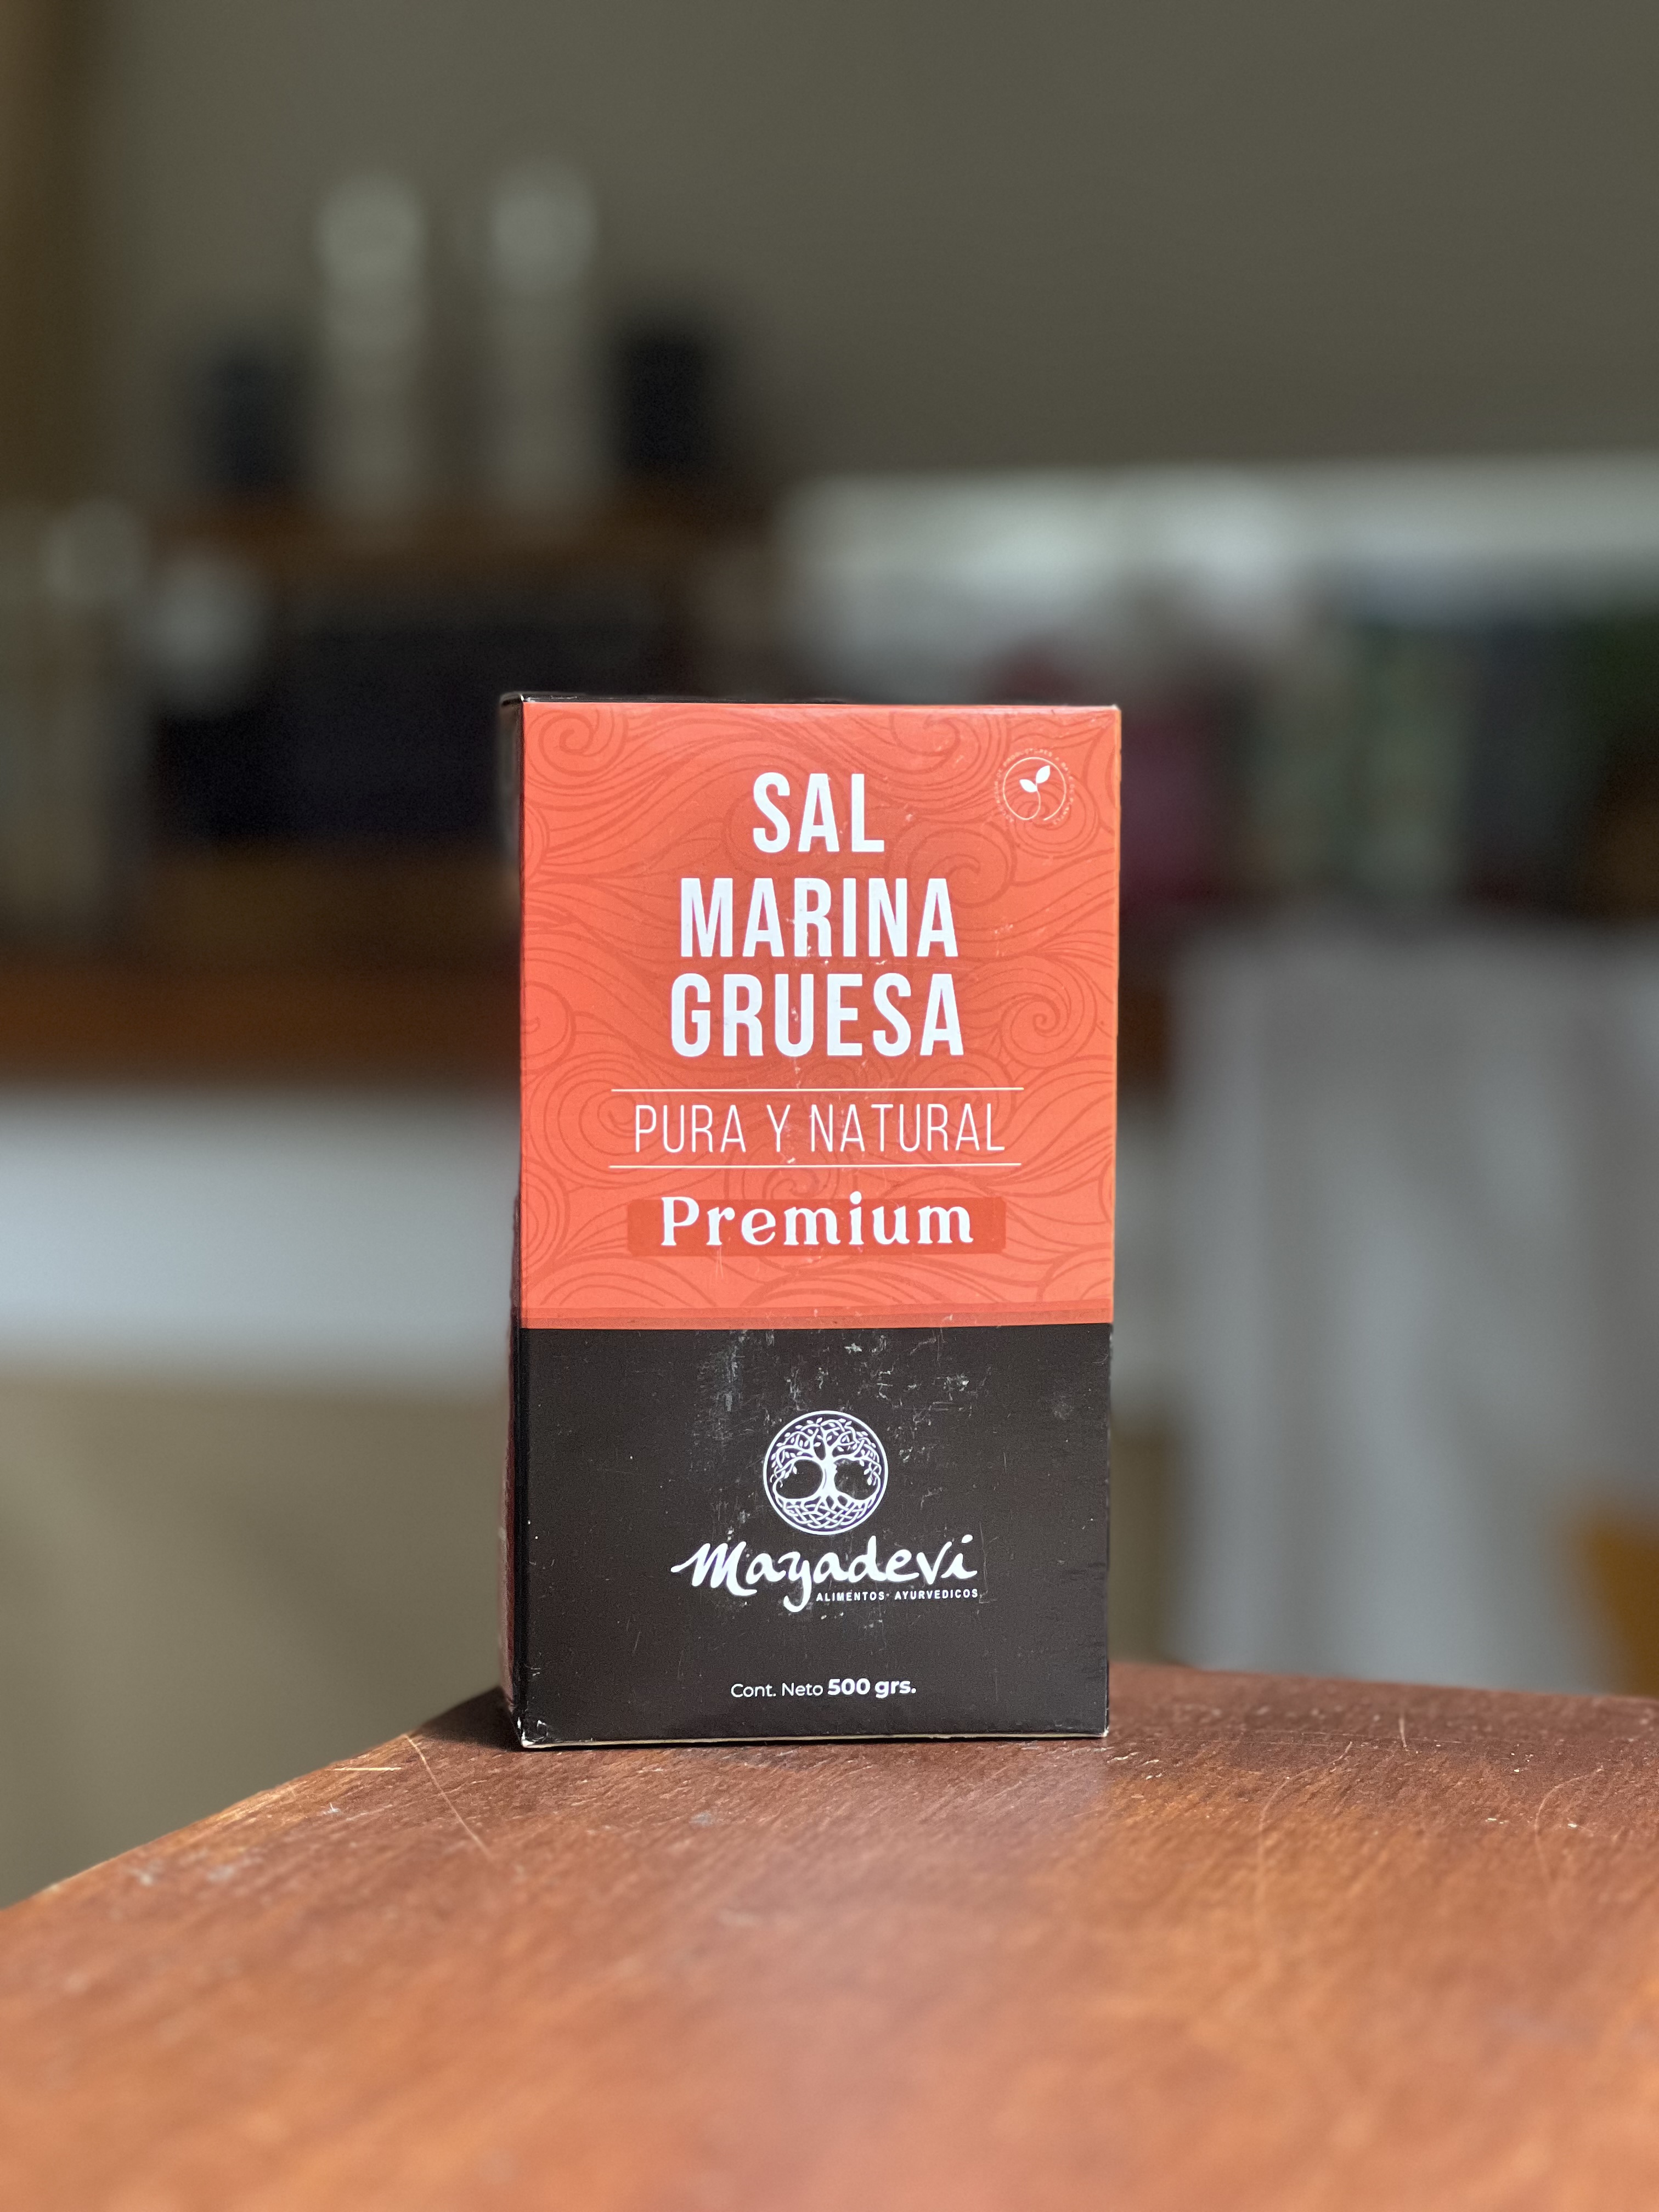 SAL
MARINA
GRUESA
PURA Y NATURAL
Premium
Mayadevi
ALIMENTOS AYURVEDICOS
Cont. Neto 500 grs.